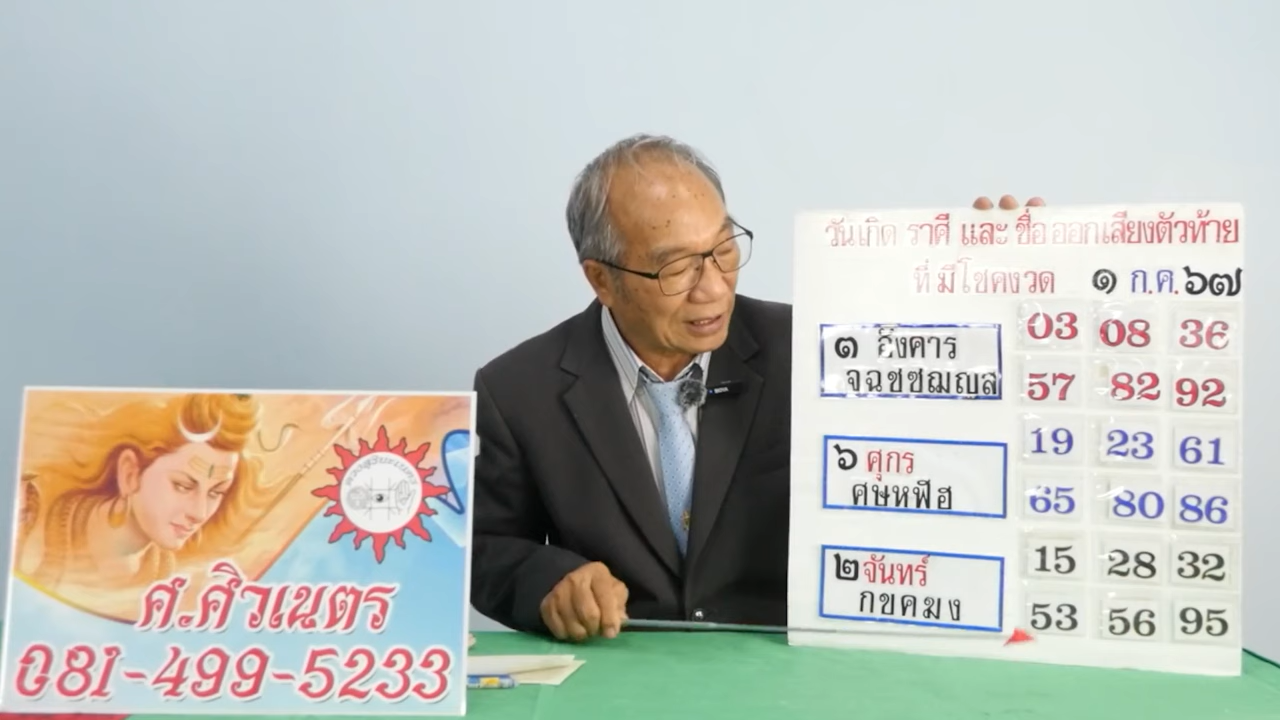 ศ.ศิวเนตร
081-499-5233
วันเกิด ราศี และ ชื่อออกเสียงตัวท้าย
ที่มีโชคงวด ๑ ก.ค. ๖๗
๓ อังคาร
จฉชซฌญส
03 08 36
57 82 92
๖ ศุกร
ศษหฬฮ
19 23 61
65 80 86
๒ จันทร์
กขคฆง
15 28 32
53 56 95